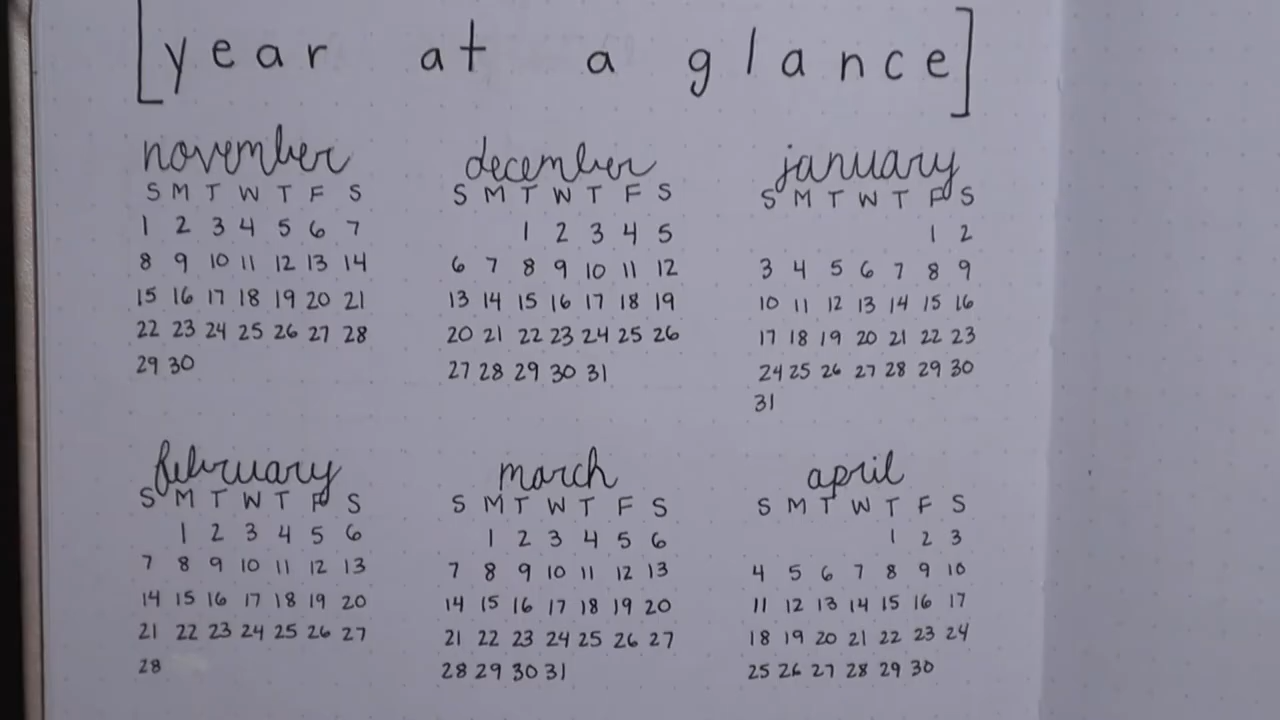 [year at a glance]
november december january
S M T W T F S S M T W T F S S M T W T F S
1 2 3 4 5 6 7 1 2 3 4 5 1 2
8 9 10 11 12 13 14 6 7 8 9 10 11 12 3 4 5 6 7 8 9
15 16 17 18 19 20 21 13 14 15 16 17 18 19 10 11 12 13 14 15 16
22 23 24 25 26 27 28 20 21 22 23 24 25 26 17 18 19 20 21 22 23
29 30 27 28 29 30 31 24 25 26 27 28 29 30
31
february march april
S M T W T F S S M T W T F S S M T W T F S
1 2 3 4 5 6 1 2 3 4 5 6 1 2 3
7 8 9 10 11 12 13 7 8 9 10 11 12 13 4 5 6 7 8 9 10
14 15 16 17 18 19 20 14 15 16 17 18 19 20 11 12 13 14 15 16 17
21 22 23 24 25 26 27 21 22 23 24 25 26 27 18 19 20 21 22 23 24
28 28 29 30 31 25 26 27 28 29 30